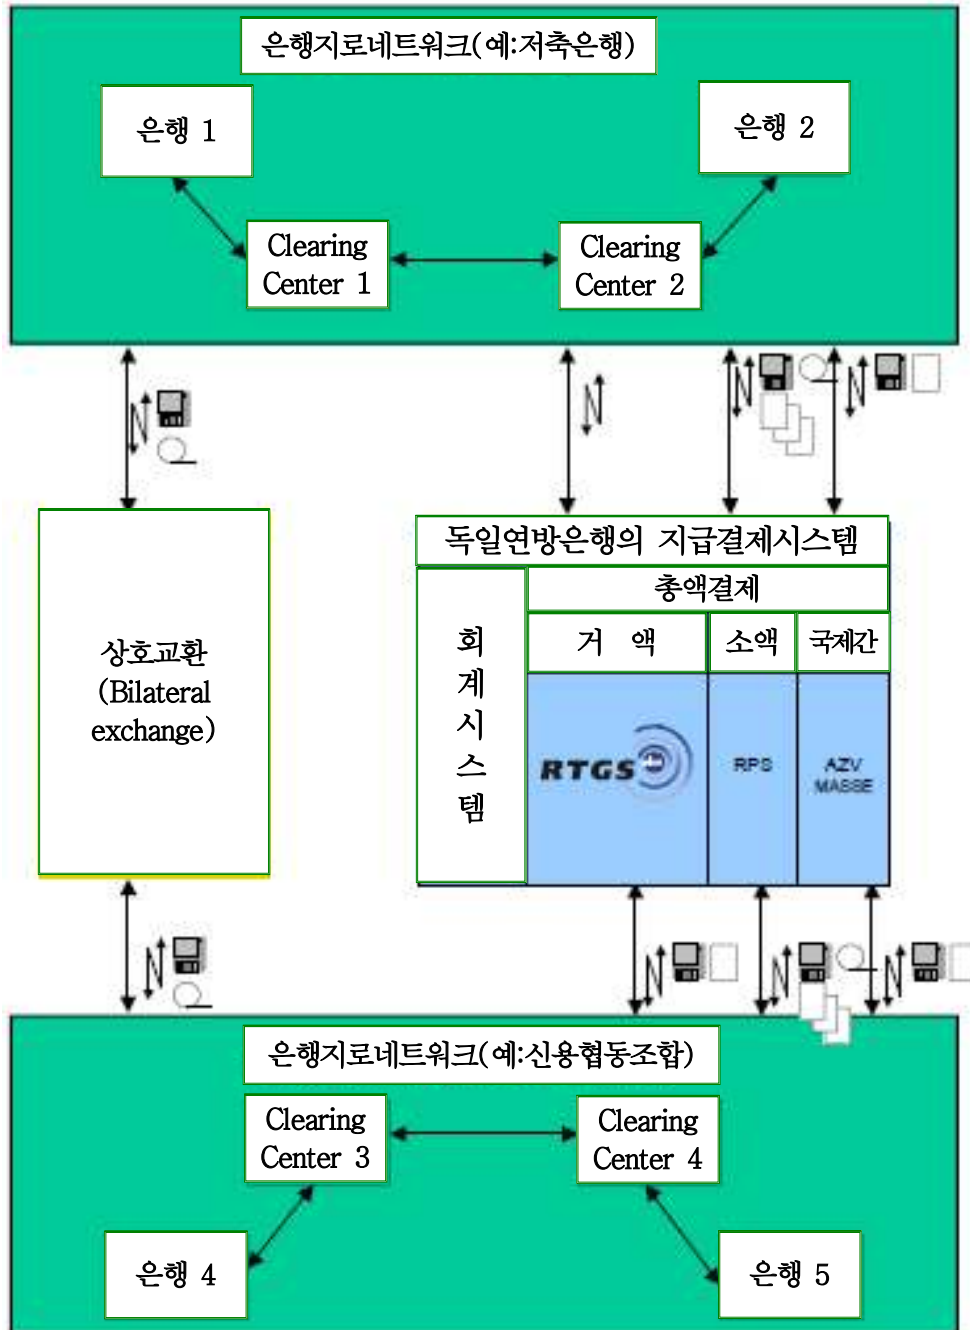 은행지로네트워크(예:저축은행)
은행 1
은행 2
Clearing
Center 1
Clearing
Center 2
독일연방은행의 지급결제시스템
총액결제
회계시스템
거 액
소액
국제간
상호교환
(Bilateral
exchange)
RTGS
RPS
AZV
MASSE
은행지로네트워크(예:신용협동조합)
Clearing
Center 3
Clearing
Center 4
은행 4
은행 5